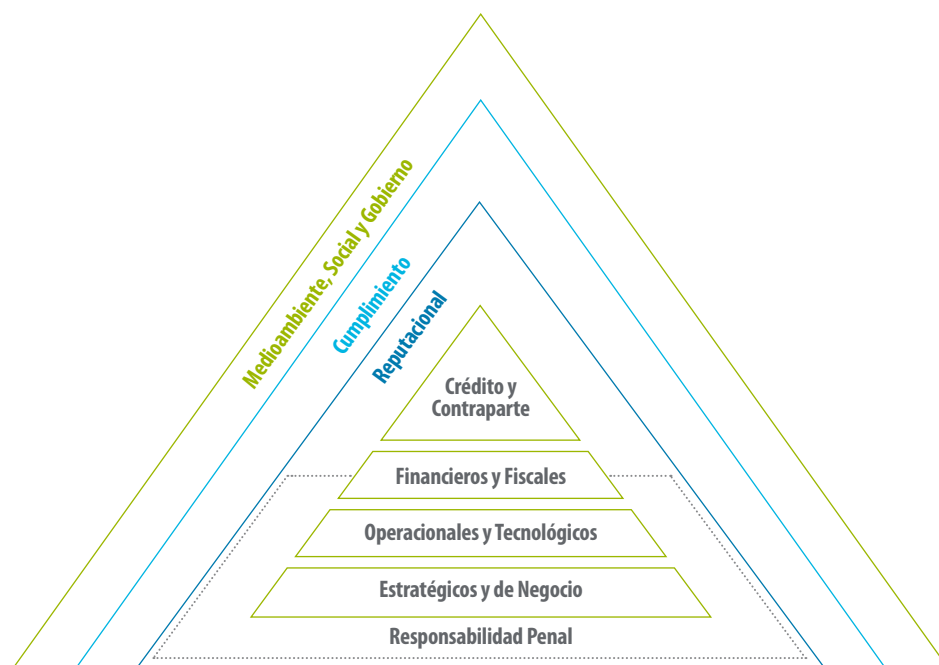 Medioambiente, Social y Gobierno
Cumplimiento
Reputacional
Crédito y
Contraparte
Financieros y Fiscales
Operacionales y Tecnológicos
Estratégicos y de Negocio
Responsabilidad Penal